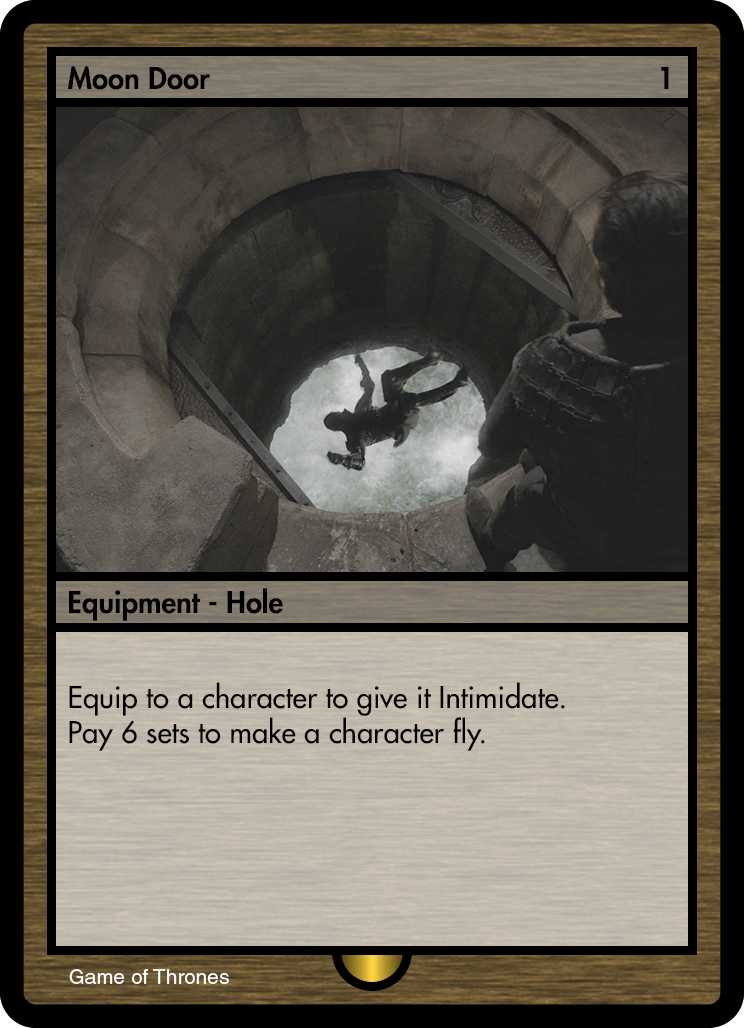 Moon Door 1
Equipment - Hole
Equip to a character to give it Intimidate.
Pay 6 sets to make a character fly.
Game of Thrones